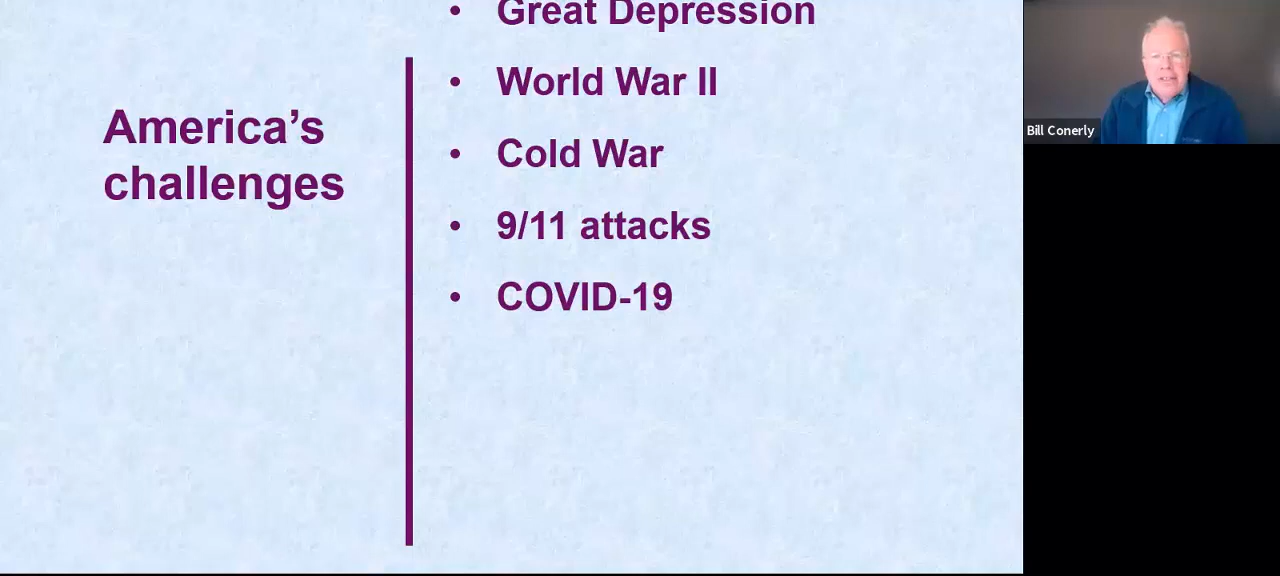 • Great Depression
America’s
challenges
• World War II
• Cold War
• 9/11 attacks
• COVID-19
Bill Conerly